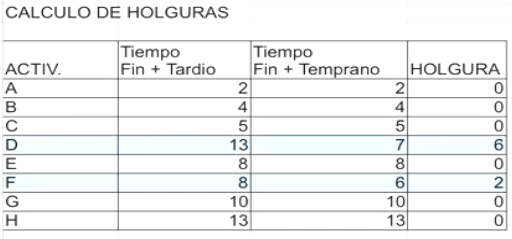 CALCULO DE HOLGURAS
Tiempo Tiempo
ACTIV. Fin + Tardio Fin + Temprano HOLGURA
A 2 2 0
B 4 4 0
C 5 5 0
D 13 7 6
E 8 8 0
F 8 6 2
G 10 10 0
H 13 13 0